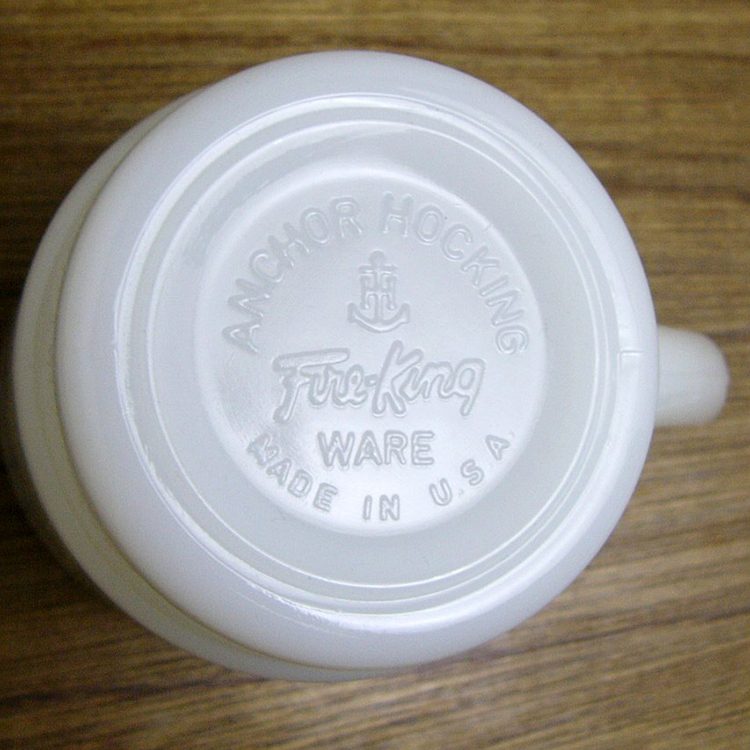 ANCHOR HOCKING
H
Fire-King
WARE
MADE IN U.S.A.